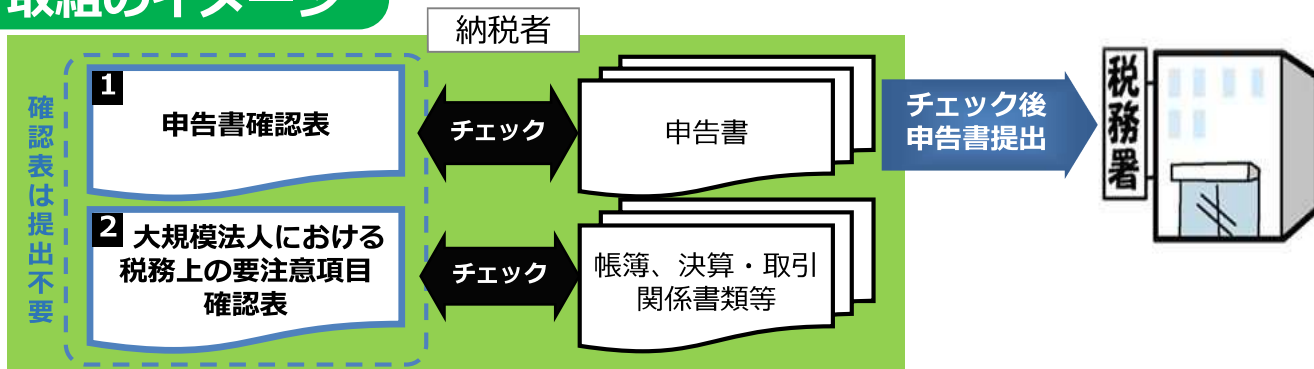 取組のイメージ
納税者
確認表は提出不要
1
申告書確認表
チェック
申告書
チェック後
申告書提出
税務署
2
大規模法人における
税務上の要注意項目
確認表
チェック
帳簿、決算・取引
関係書類等